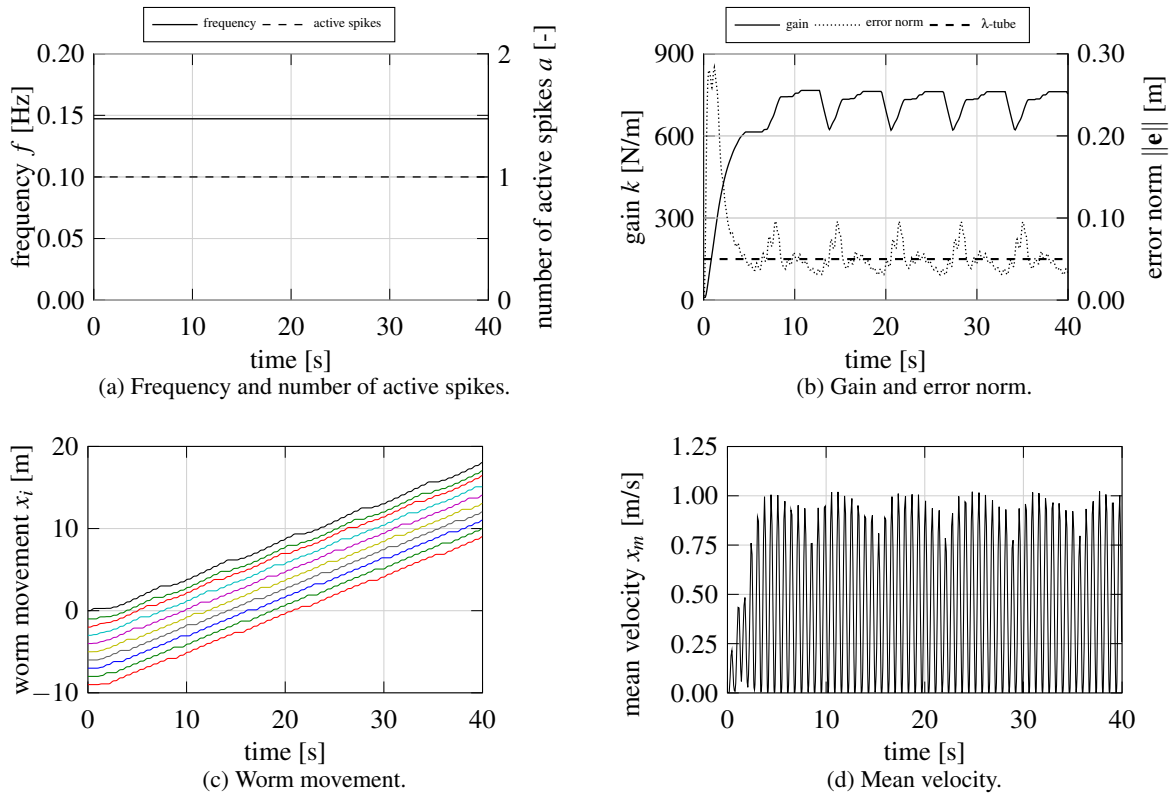 frequency active spikes
gain error norm λ-tube
0.20
0.15
0.10
0.05
0.00
frequency f [Hz]
2
1
0
number of active spikes a [-]
0 10 20 30 40
time [s]
(a) Frequency and number of active spikes.
900
600
300
0
gain k [N/m]
0.30
0.20
0.10
0.00
error norm ||e|| [m]
0 10 20 30 40
time [s]
(b) Gain and error norm.
20
10
0
−10
worm movement xi [m]
0 10 20 30 40
time [s]
(c) Worm movement.
1.25
1.00
0.75
0.50
0.25
0.00
mean velocity xm [m/s]
0 10 20 30 40
time [s]
(d) Mean velocity.